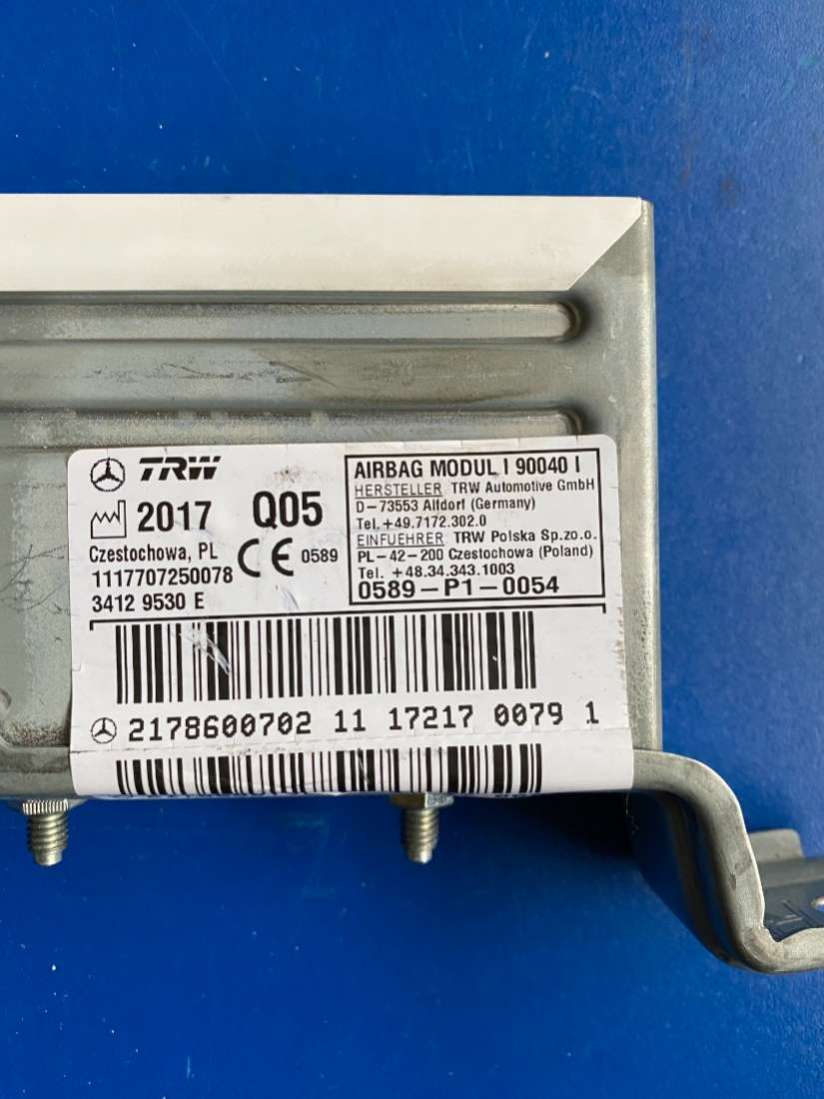 TRW
2017 Q05
Czestochowa, PL
1117707250078
34129530 E
CE 0589
AIRBAG MODUL I 90040 I
HERSTELLER TRW Automotive GmbH
D-73553 Alfdorf (Germany)
Tel. +49.7172.302.0
EINFUEHRER TRW Polska Sp.zo.o.
PL-42-200 Czestochowa (Poland)
Tel. +48.34.343.1003
0589-P1-0054
2178600702 11 17217 0079 1